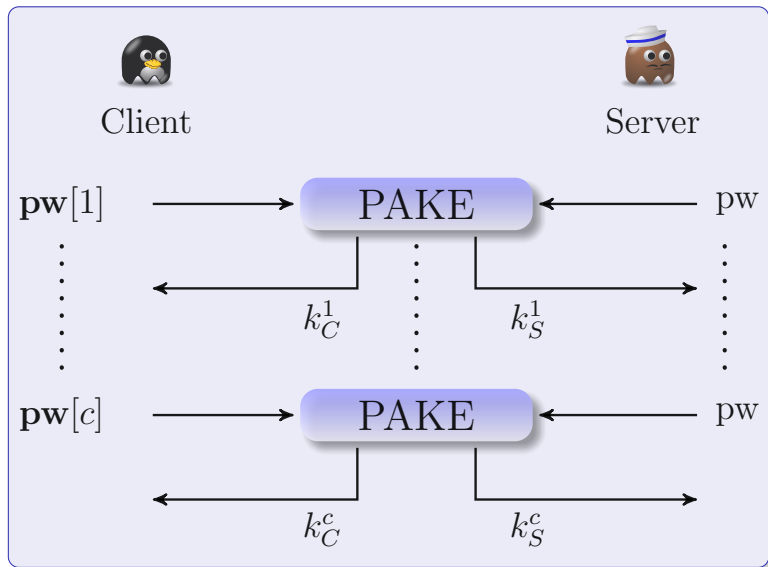 Client Server
pw[1] PAKE pw
k_C^1 k_S^1
pw[c] PAKE pw
k_C^c k_S^c